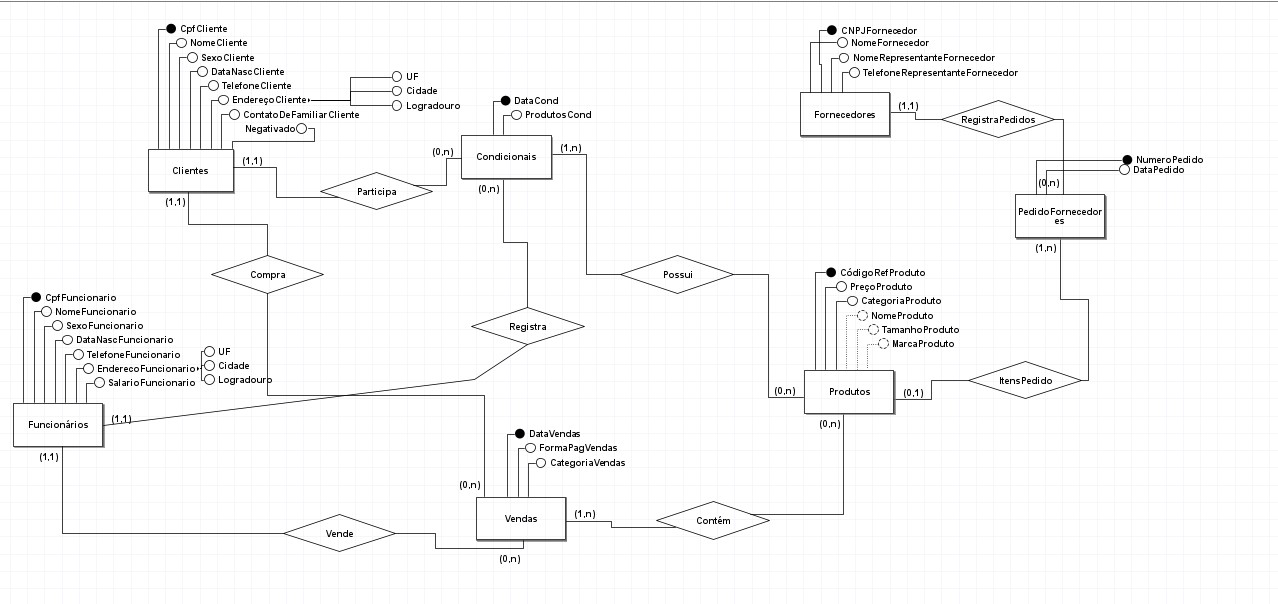 CpfCliente
NomeCliente
SexoCliente
DataNascCliente
TelefoneCliente
EndereçoCliente
UF
Cidade
Logradouro
ContatoDeFamiliarCliente
Negativado
Clientes
(1,1)
(1,1)
Participa
(0,n)
DataCond
ProdutosCond
Condicionais
(1,n)
(0,n)
CNPJFornecedor
NomeFornecedor
NomeRepresentanteFornecedor
TelefoneRepresentanteFornecedor
Fornecedores
(1,1)
RegistraPedidos
NumeroPedido
DataPedido
(0,n)
PedidoFornecedor
es
(1,n)
Compra
Possui
Registra
CódigoRefProduto
PreçoProduto
CategoriaProduto
NomeProduto
TamanhoProduto
MarcaProduto
Produtos
(0,n)
(0,1)
(0,n)
ItensPedido
CpfFuncionario
NomeFuncionario
SexoFuncionario
DataNascFuncionario
TelefoneFuncionario
EnderecoFuncionario
SalarioFuncionario
UF
Cidade
Logradouro
Funcionários
(1,1)
(1,1)
DataVendas
FormaPagVendas
CategoriaVendas
(0,n)
Vendas
(1,n)
(0,n)
Contém
Vende